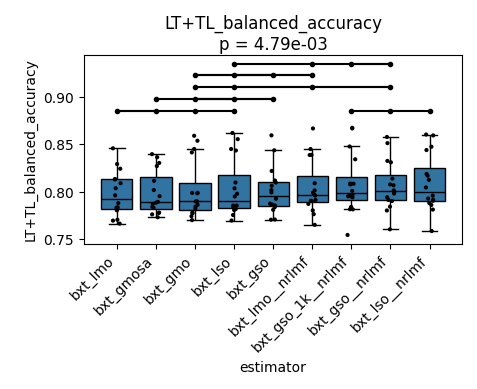 LT+TL_balanced_accuracy
p = 4.79e-03
LT+TL_balanced_accuracy
0.90
0.85
0.80
0.75
bxt_lmo
bxt_gmosa
bxt_gmo
bxt_lso
bxt_gso
bxt_lmo__nrlmf
bxt_gso_1k__nrlmf
bxt_gso__nrlmf
bxt_lso__nrlmf
estimator